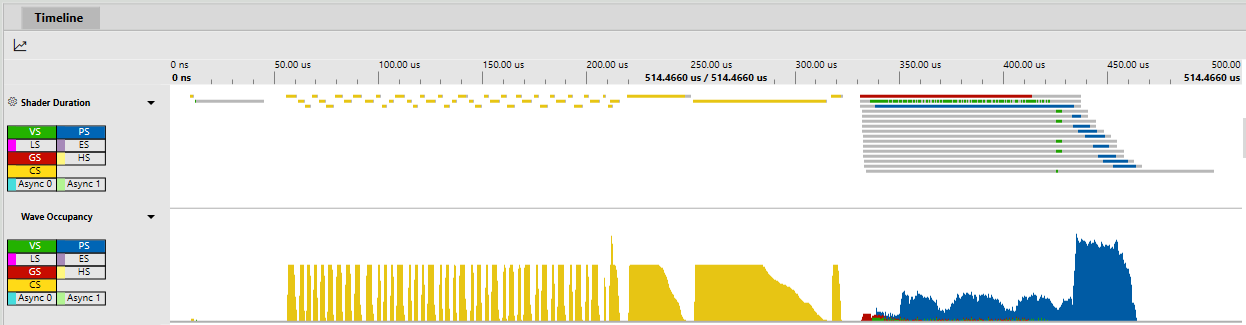 Timeline
0 ns 50.00 us 100.00 us 150.00 us 200.00 us 250.00 us 300.00 us 350.00 us 400.00 us 450.00 us 500.00 us
0 ns 514.4660 us / 514.4660 us 514.4660 us
Shader Duration
VS PS
LS ES
GS HS
CS
Async 0 Async 1
Wave Occupancy
VS PS
LS ES
GS HS
CS
Async 0 Async 1